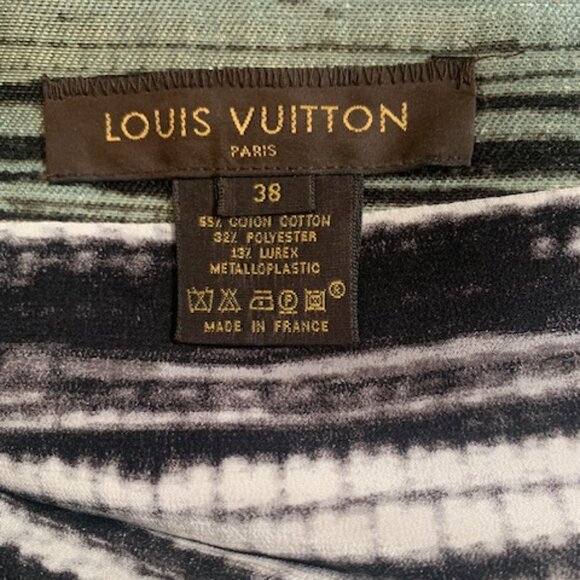 LOUIS VUITTON
PARIS
38
55% COTON COTTON
32% POLYESTER
13% LUREX
METALLOPLASTIC
®
MADE IN FRANCE